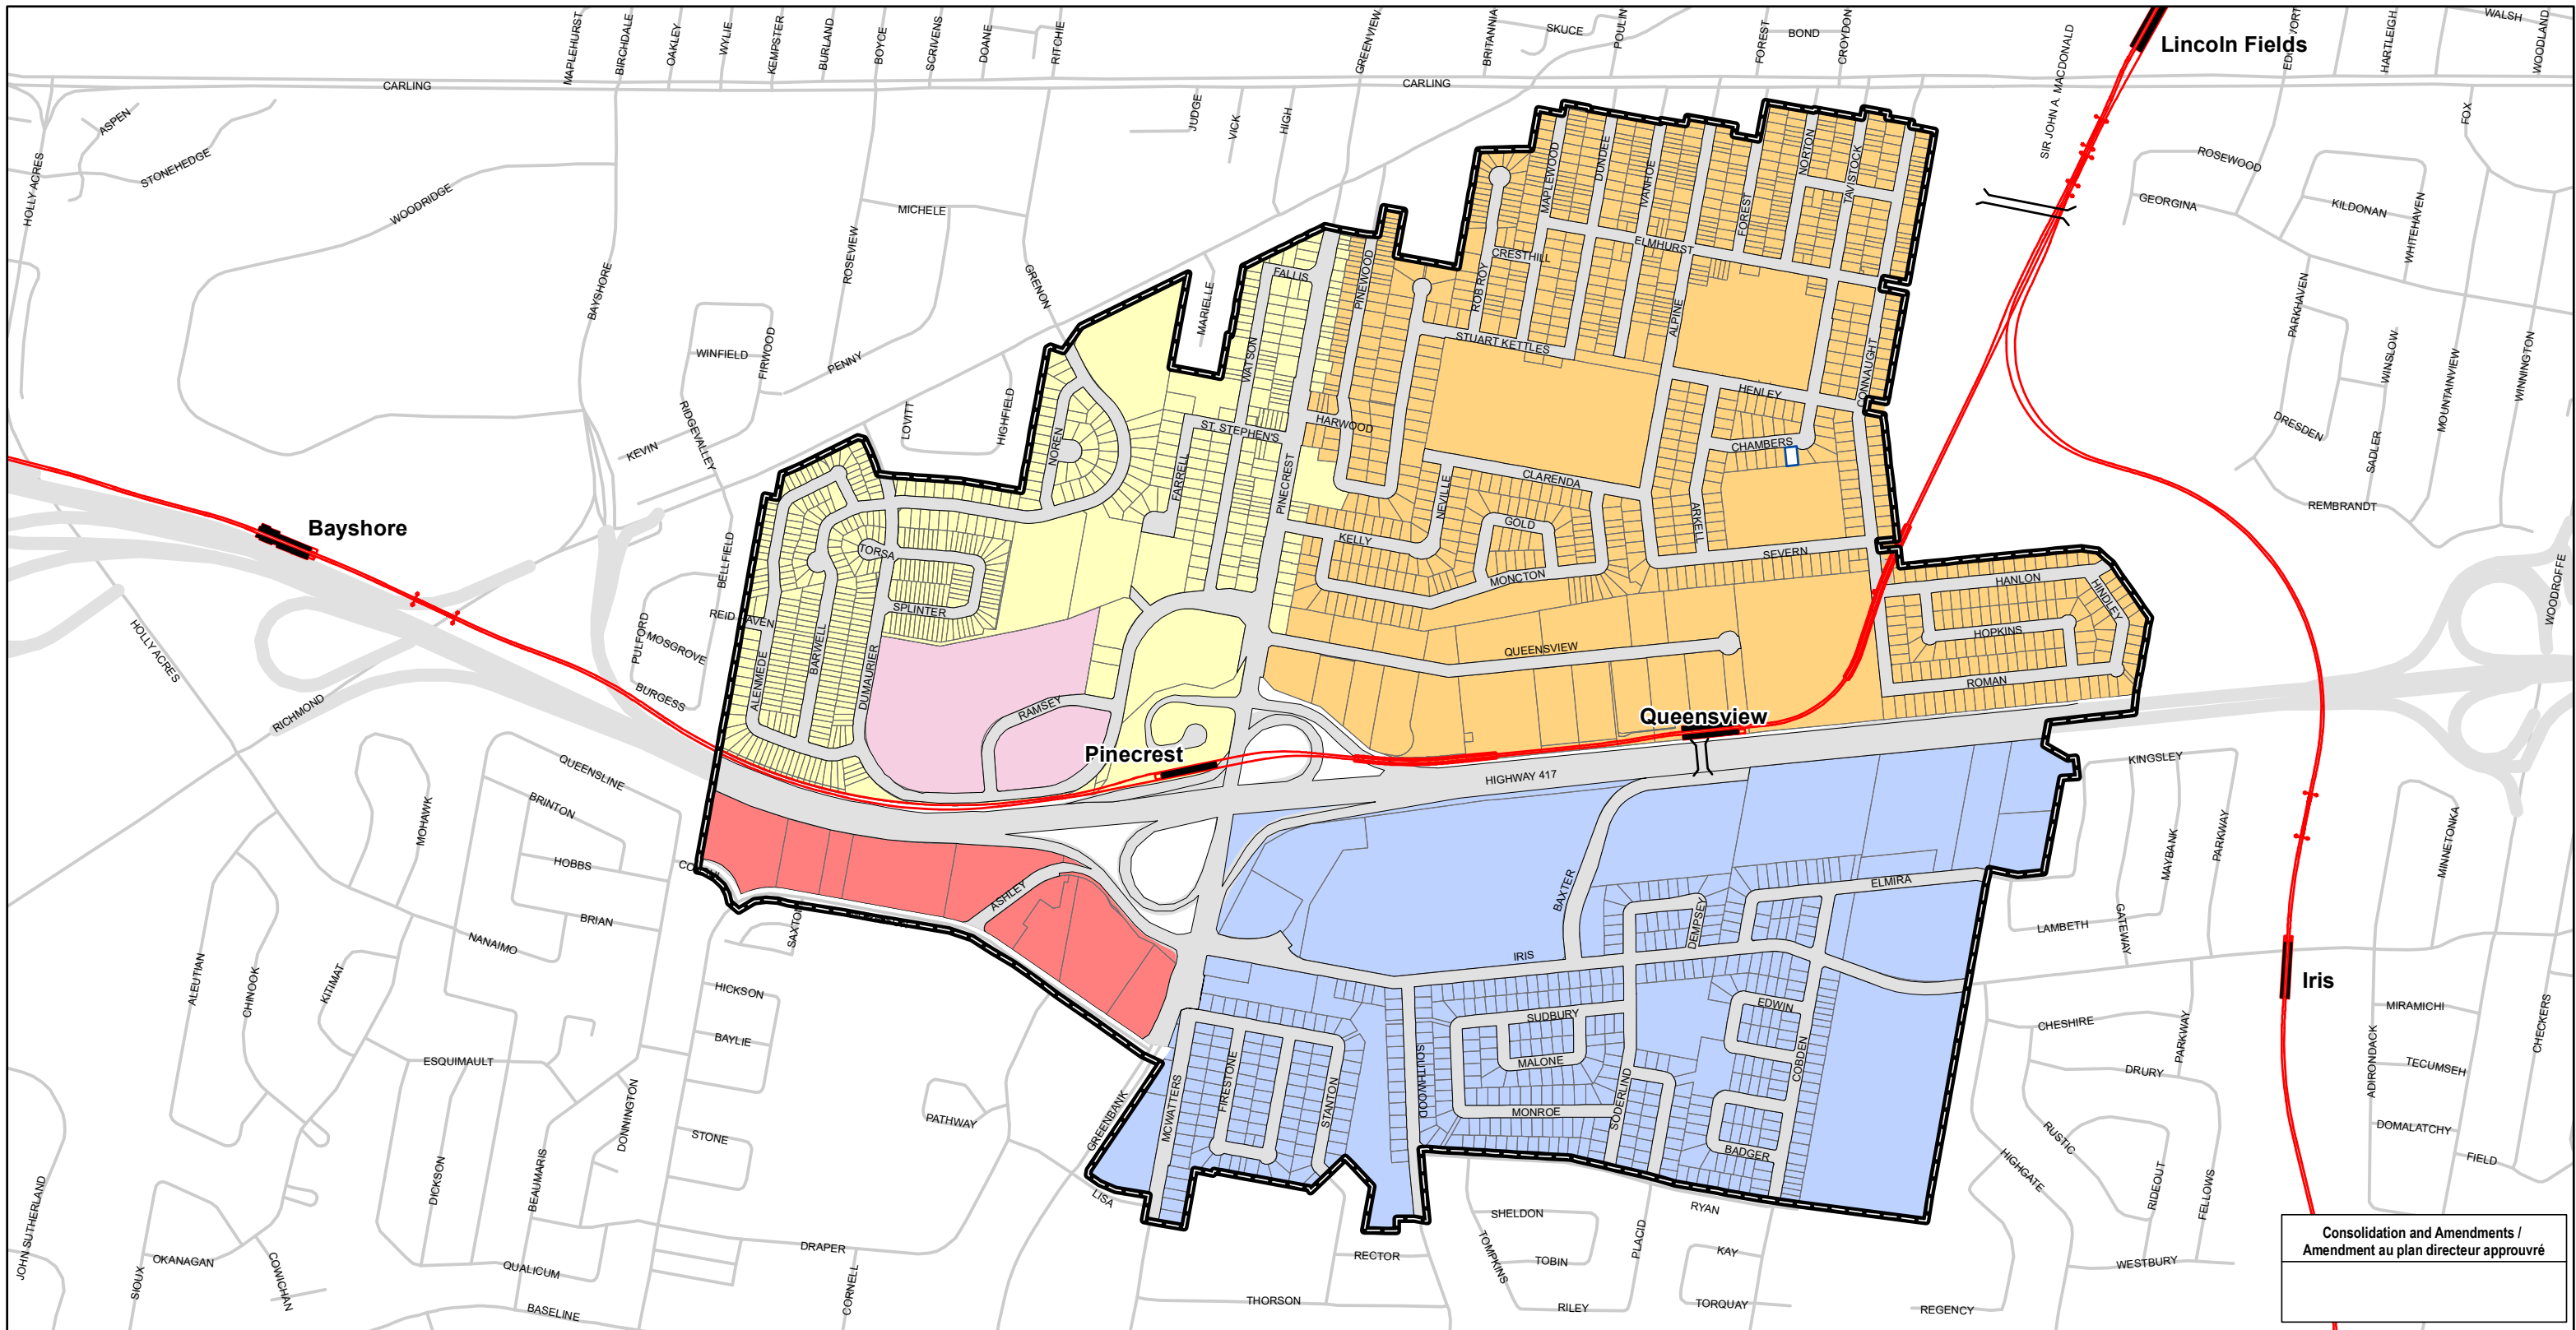 MAPLEHURST
BIRCHDALE
OAKLEY
WYLIE
KEMPSTER
BURLAND
BOYCE
SCRIVENS
DOANE
RITCHIE
GREENVIEW
BRITANNIA
SKUCE
POULIN
FOREST
BOND
CROYDON
SIR JOHN A. MACDONALD
Lincoln Fields
HARTLEIGH
WALSH
WOODLAND
CARLING
CARLING
HOLLY ACRES
ASPEN
STONEHEDGE
WOODRIDGE
BAYSHORE
ROSEVIEW
MICHELE
JUDGE
VICK
HIGH
GRENON
MARIELLE
WINFIELD
FIRWOOD
PENNY
RIDGEVALLEY
KEVIN
LOVITT
HIGHFIELD
FALLIS
WATSON
PINEWOOD
ROB ROY
CRESTHILL
MAPLEWOOD
DUNDEE
IVANHOE
ELMHURST
FOREST
NORTON
TAVISTOCK
STUART KETTLES
ALPINE
HENLEY
CONNAUGHT
CHAMBERS
HARWOOD
ST. STEPHEN'S
NOREN
FARRELL
PINECREST
CLARENDA
NEVILLE
GOLD
KELLY
MONCTON
ARKELL
SEVERN
ROSEWOOD
GEORGINA
KILDONAN
WHITEHAVEN
FOX
PARKHAVEN
WINSLOW
MOUNTAINVIEW
WINNINGTON
DRESDEN
SADLER
REMBRANDT
WOODROFFE
Bayshore
BELLFIELD
PULFORD
MOSGROVE
BURGESS
HOLLY ACRES
RICHMOND
TORSA
SPLINTER
ALENMEDE
BARWELL
DUMAURIER
RAMSEY
Pinecrest
QUEENSVIEW
Queensview
HIGHWAY 417
HANLON
HINDLEY
HOPKINS
ROMAN
QUEENSLINE
BRINTON
MOHAWK
HOBBS
BRIAN
NANAIMO
ALEUTIAN
CHINOOK
KITIMAT
ESQUIMAULT
SAXTON
ASHLEY
HICKSON
BAYLIE
DONNINGTON
STONE
PATHWAY
GREENBANK
LISA
BAXTER
IRIS
DEMPSEY
ELMIRA
SUDBURY
MALONE
MONROE
SODERLIND
SOUTHWOOD
EDWIN
COBDEN
BADGER
MCWATTERS
FIRESTONE
STANTON
KINGSLEY
MAYBANK
PARKWAY
LAMBETH
GATEWAY
MINNETONKA
Iris
CHESHIRE
PARKWAY
DRURY
RUSTIC
HIGHGATE
RIDEOUT
FELLOWS
WESTBURY
MIRAMICHI
ADIRONDACK
TECUMSEH
CHECKERS
DOMALATCHY
FIELD
JOHN SUTHERLAND
SIOUX
OKANAGAN
COWICHAN
DICKSON
BEAUMARIS
QUALICUM
BASELINE
DRAPER
CORNELL
THORSON
RECTOR
SHELDON
TOMPKINS
TOBIN
RILEY
PLACID
RYAN
KAY
TORQUAY
REGENCY
Consolidation and Amendments /
Amendment au plan directeur approuvré